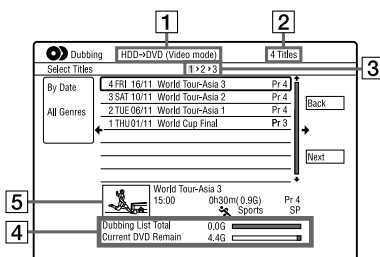 1 2
Dubbing HDD→DVD (Video mode) 4 Titles
Select Titles 1 > 2 > 3 3
By Date
All Genres
4 FRI 16/11 World Tour-Asia 3 Pr 4
3 SAT 10/11 World Tour-Asia 2 Pr 4
2 TUE 06/11 World Tour-Asia 1 Pr 4
1 THU 01/11 World Cup Final Pr 3
Back
Next
World Tour-Asia 3
5 15:00 0h30m (0.9G) Pr 4
Sports SP
4 Dubbing List Total 0.0G
Current DVD Remain 4.4G